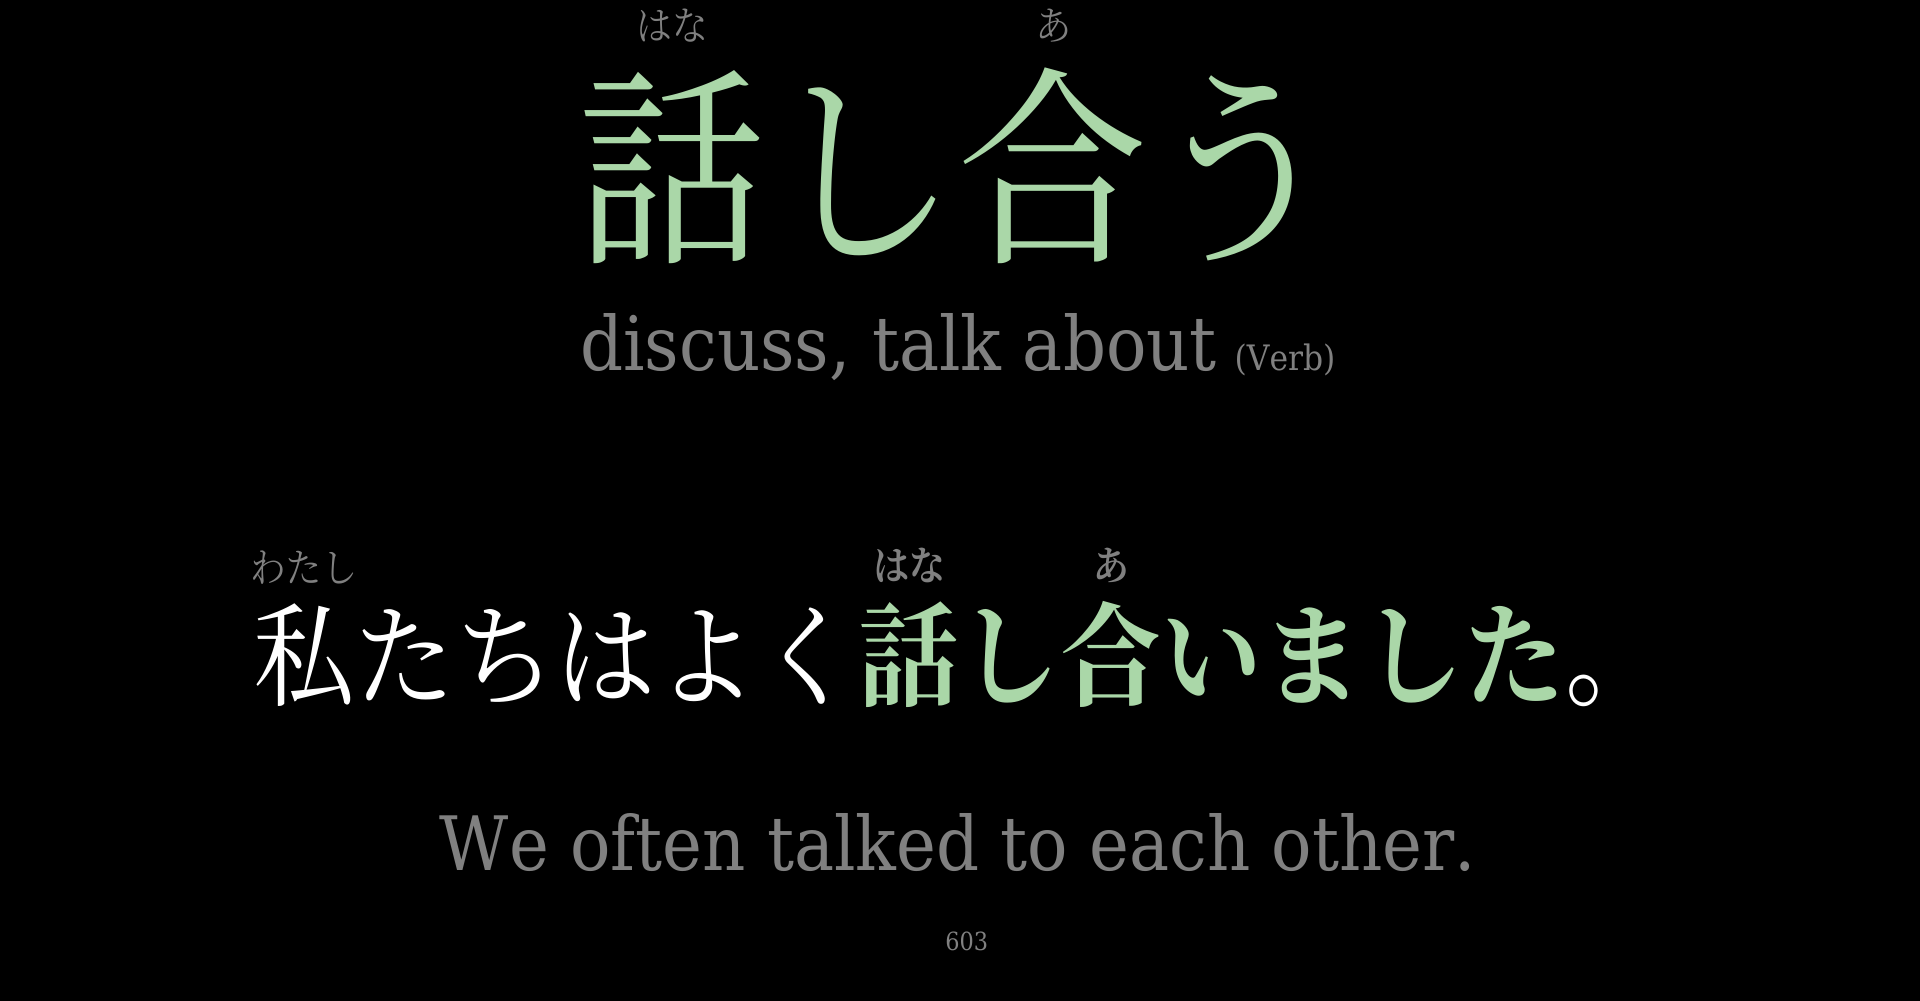 はな あ
話し合う
discuss, talk about (Verb)
わたし はな あ
私たちはよく話し合いました。
We often talked to each other.
603